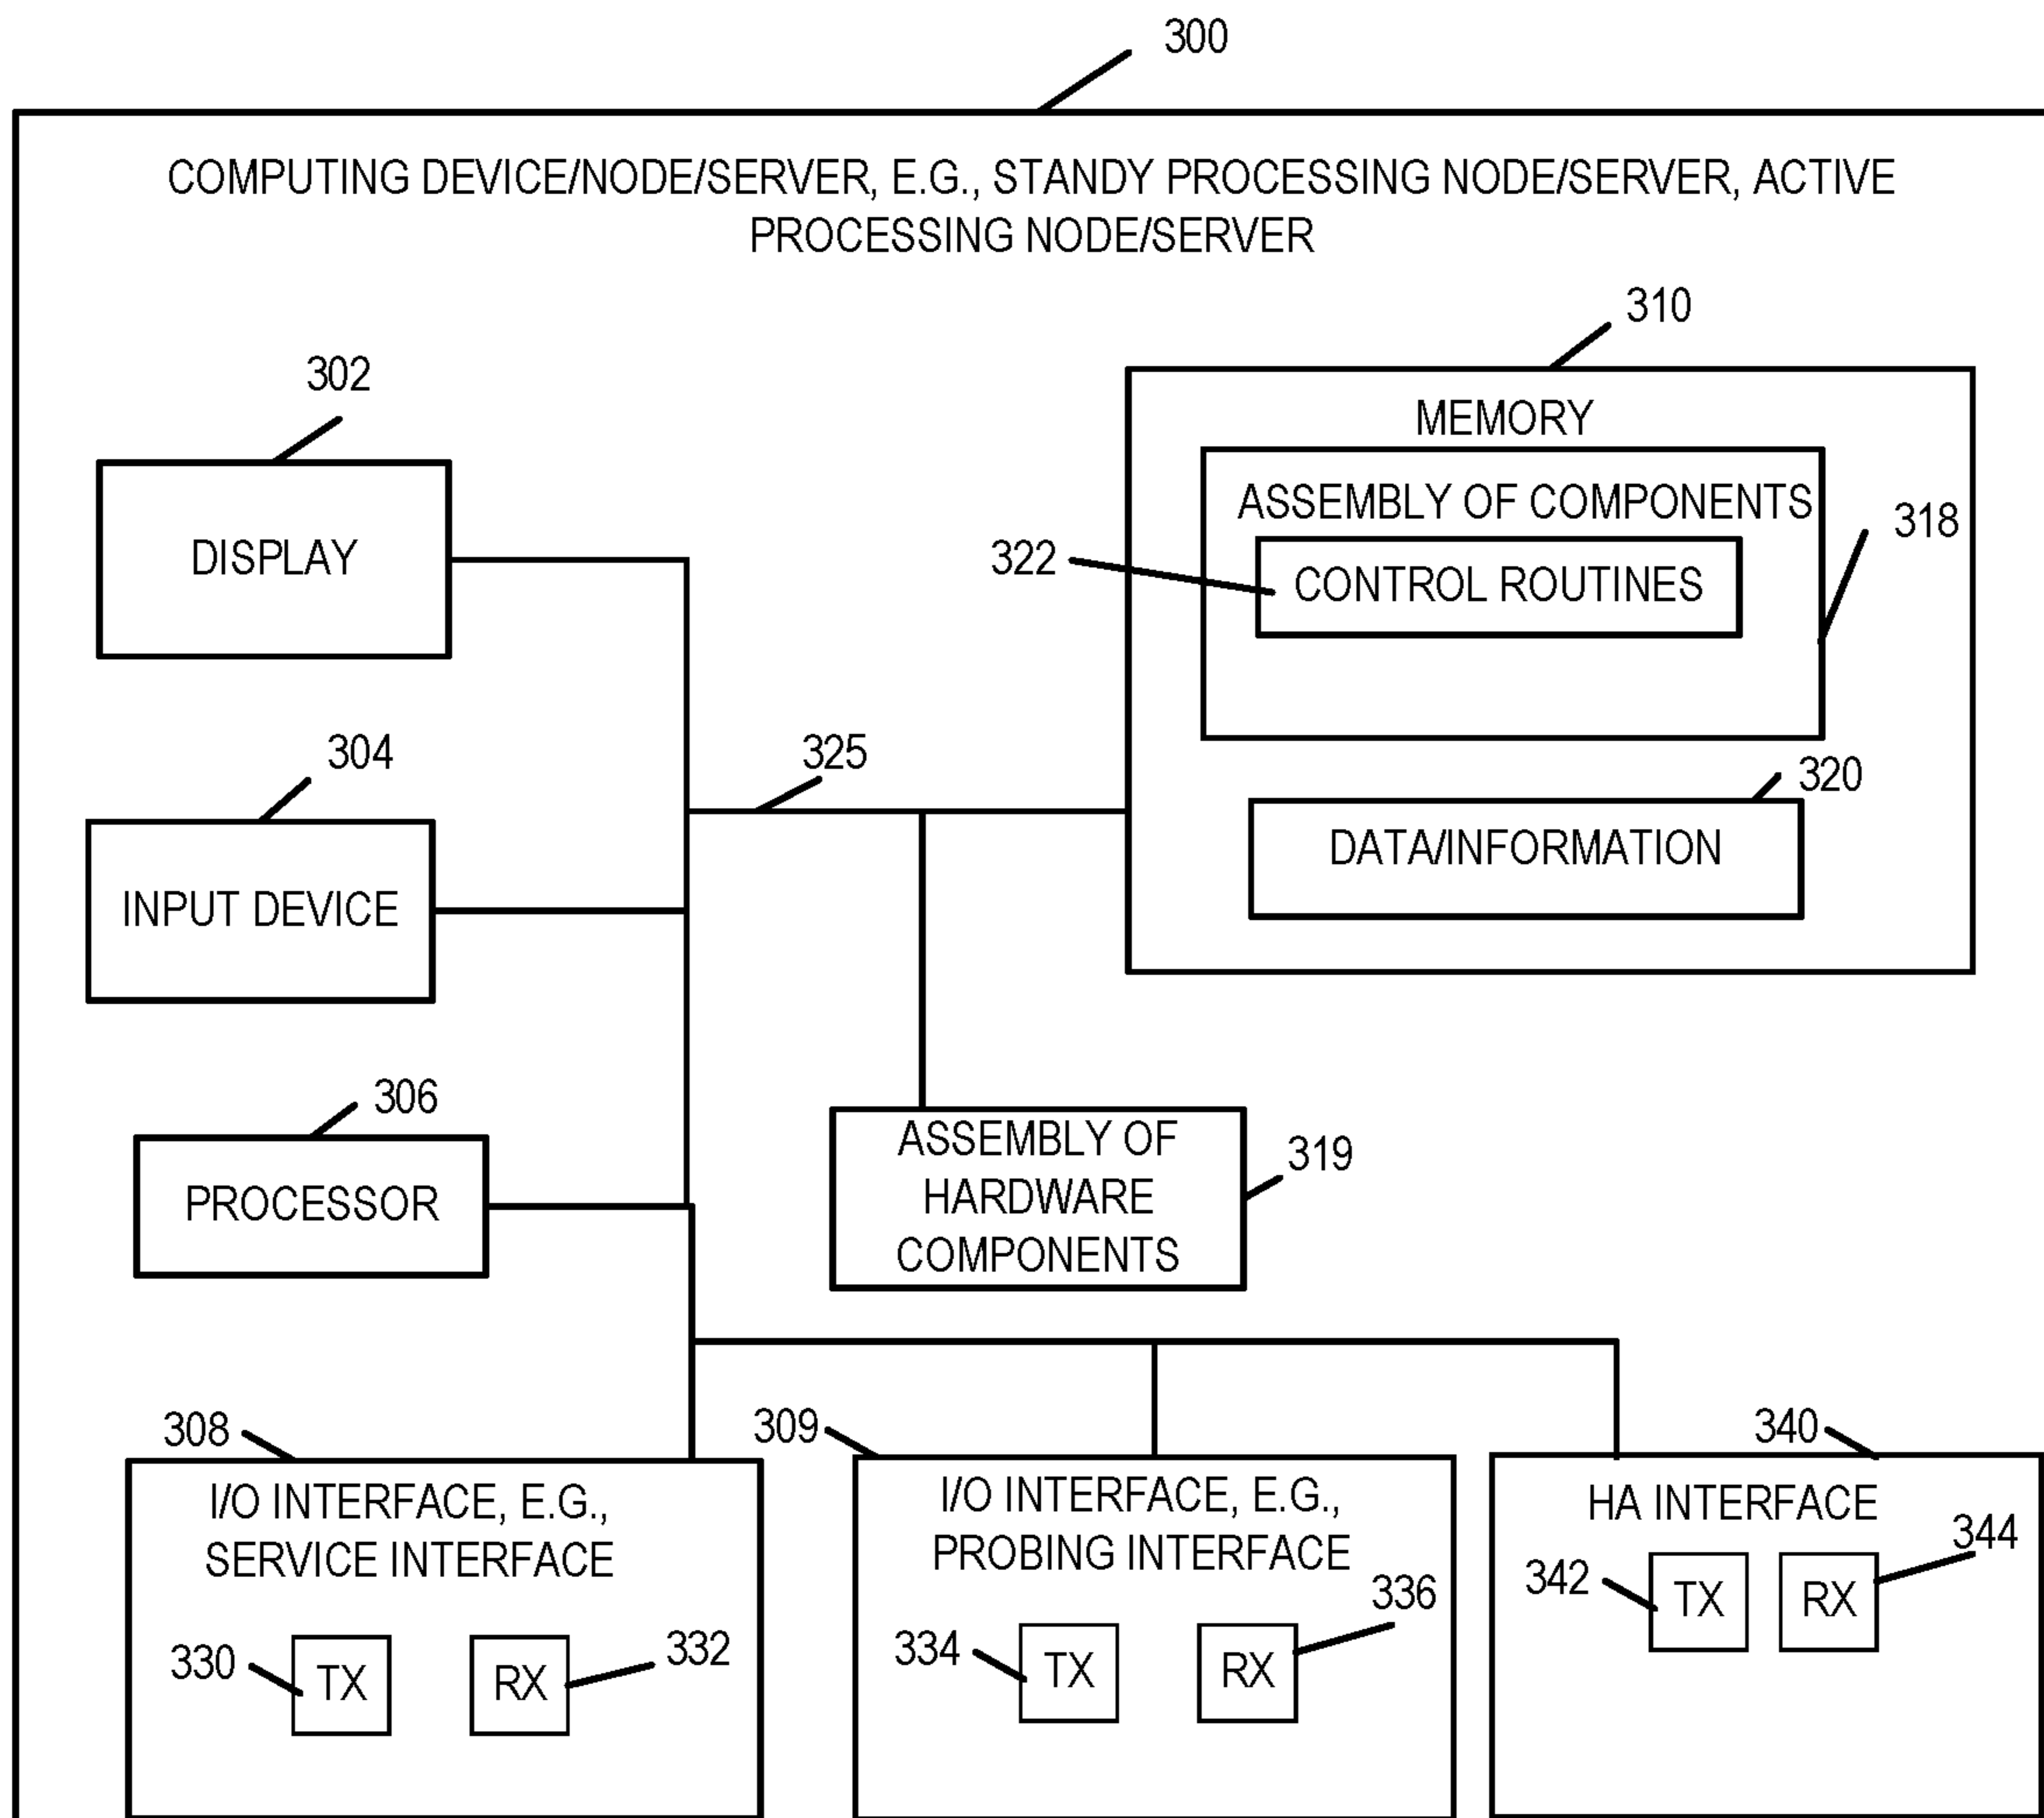 300
COMPUTING DEVICE/NODE/SERVER, E.G., STANDY PROCESSING NODE/SERVER, ACTIVE
PROCESSING NODE/SERVER
310
302
MEMORY
DISPLAY
ASSEMBLY OF COMPONENTS
318
322
CONTROL ROUTINES
304
325
320
INPUT DEVICE
DATA/INFORMATION
306
PROCESSOR
ASSEMBLY OF
HARDWARE
COMPONENTS
319
308
I/O INTERFACE, E.G.,
SERVICE INTERFACE
330
TX
RX
332
309
I/O INTERFACE, E.G.,
PROBING INTERFACE
334
TX
RX
336
340
HA INTERFACE
342
TX
RX
344